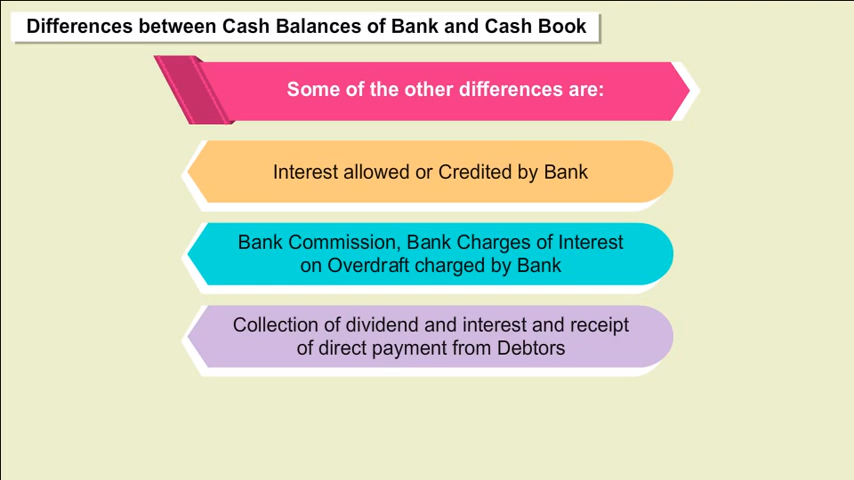 Differences between Cash Balances of Bank and Cash Book
Some of the other differences are:
Interest allowed or Credited by Bank
Bank Commission, Bank Charges of Interest
on Overdraft charged by Bank
Collection of dividend and interest and receipt
of direct payment from Debtors